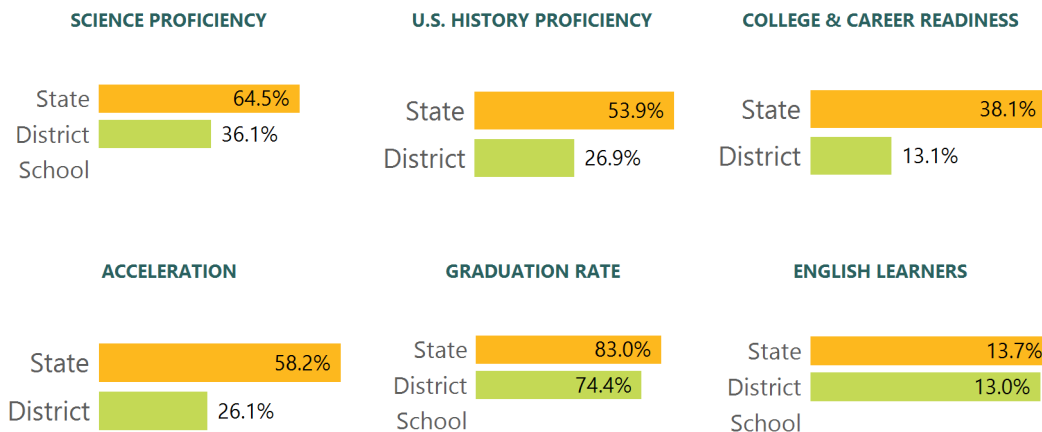 SCIENCE PROFICIENCY
State 64.5%
District 36.1%
School
U.S. HISTORY PROFICIENCY
State 53.9%
District 26.9%
COLLEGE & CAREER READINESS
State 38.1%
District 13.1%
ACCELERATION
State 58.2%
District 26.1%
GRADUATION RATE
State 83.0%
District 74.4%
School
ENGLISH LEARNERS
State 13.7%
District 13.0%
School